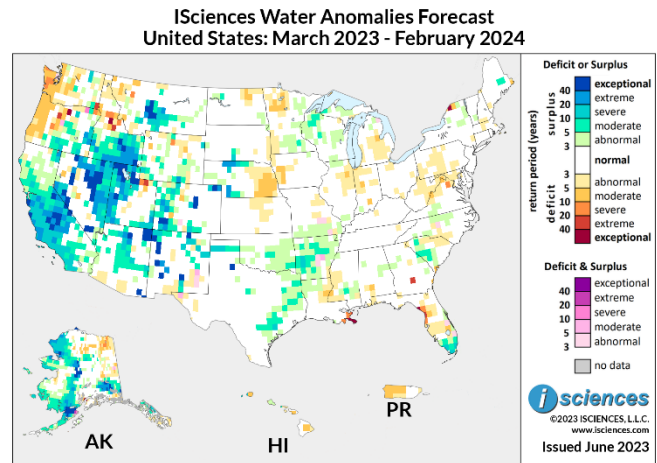 ISciences Water Anomalies Forecast
United States: March 2023 - February 2024
Deficit or Surplus
exceptional
40
extreme
20
severe
10
moderate
5
abnormal
3
normal
3
abnormal
5
moderate
10
severe
20
extreme
40
exceptional
surplus
deficit
return period (years)
Deficit & Surplus
exceptional
40
extreme
20
severe
10
moderate
5
abnormal
3
no data
i sciences
©2023 ISCIENCES, L.L.C.
www.isciences.com
Issued June 2023
AK
HI
PR